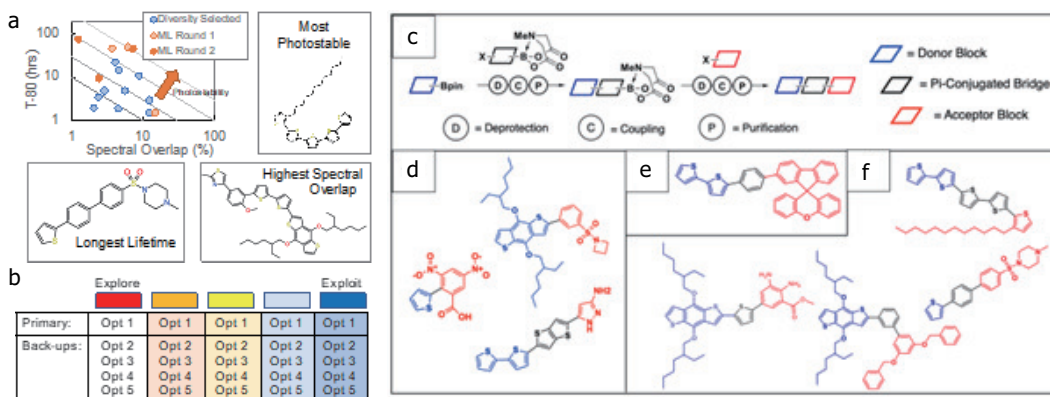 a
100
10
1
T-80 (hrs)
Diversity Selected
ML Round 1
ML Round 2
Photostability
1
10
100
Spectral Overlap (%)
Most
Photostable
Longest Lifetime
Highest Spectral
Overlap
b
Explore
Exploit
Primary: Opt 1 Opt 1 Opt 1 Opt 1 Opt 1
Back-ups: Opt 2 Opt 2 Opt 2 Opt 2 Opt 2
Opt 3 Opt 3 Opt 3 Opt 3 Opt 3
Opt 4 Opt 4 Opt 4 Opt 4 Opt 4
Opt 5 Opt 5 Opt 5 Opt 5 Opt 5
c
X
MeN
B
O
O
O
O
Bpin
D C P
MeN
B
O
O
O
O
X
D C P
D = Deprotection
C = Coupling
P = Purification
Donor Block
Pi-Conjugated Bridge
Acceptor Block
d
e
f